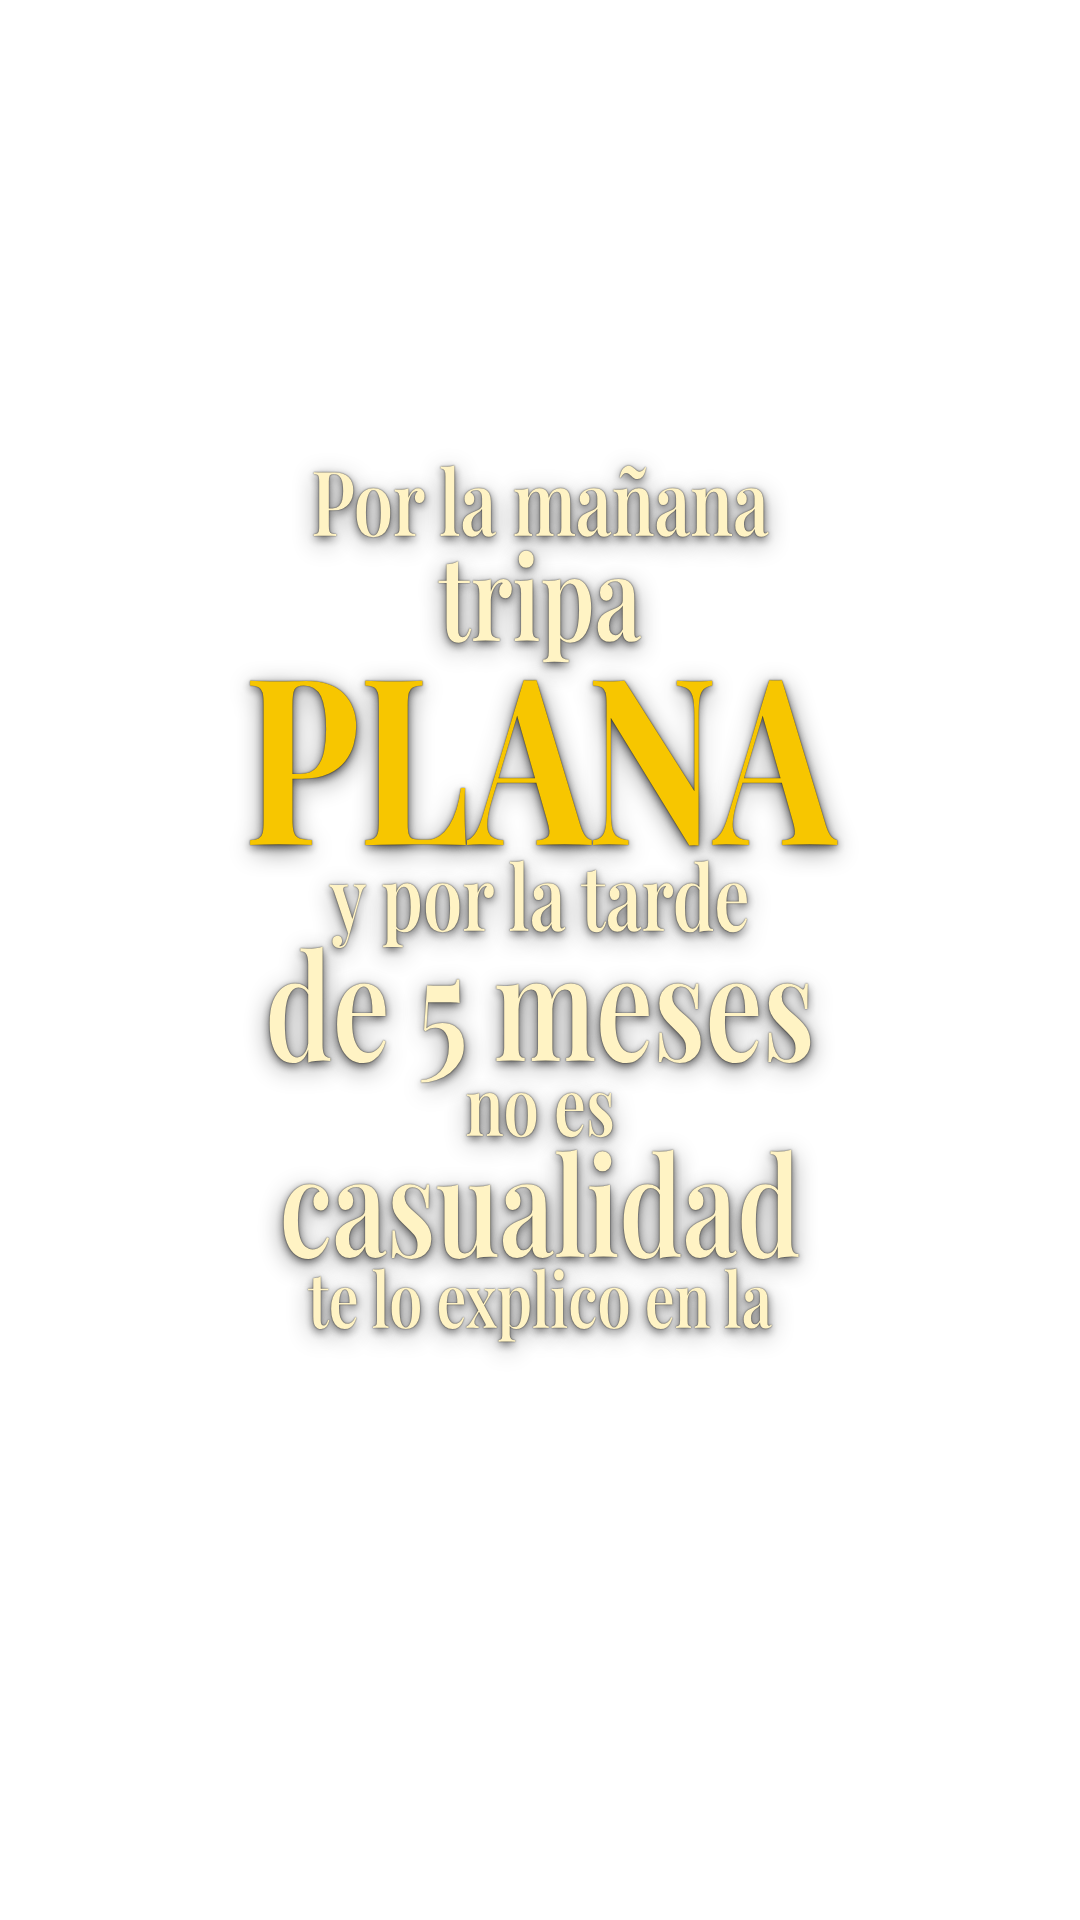 Por la mañana
tripa
PLANA
y por la tarde
de 5 meses
no es
casualidad
te lo explico en la